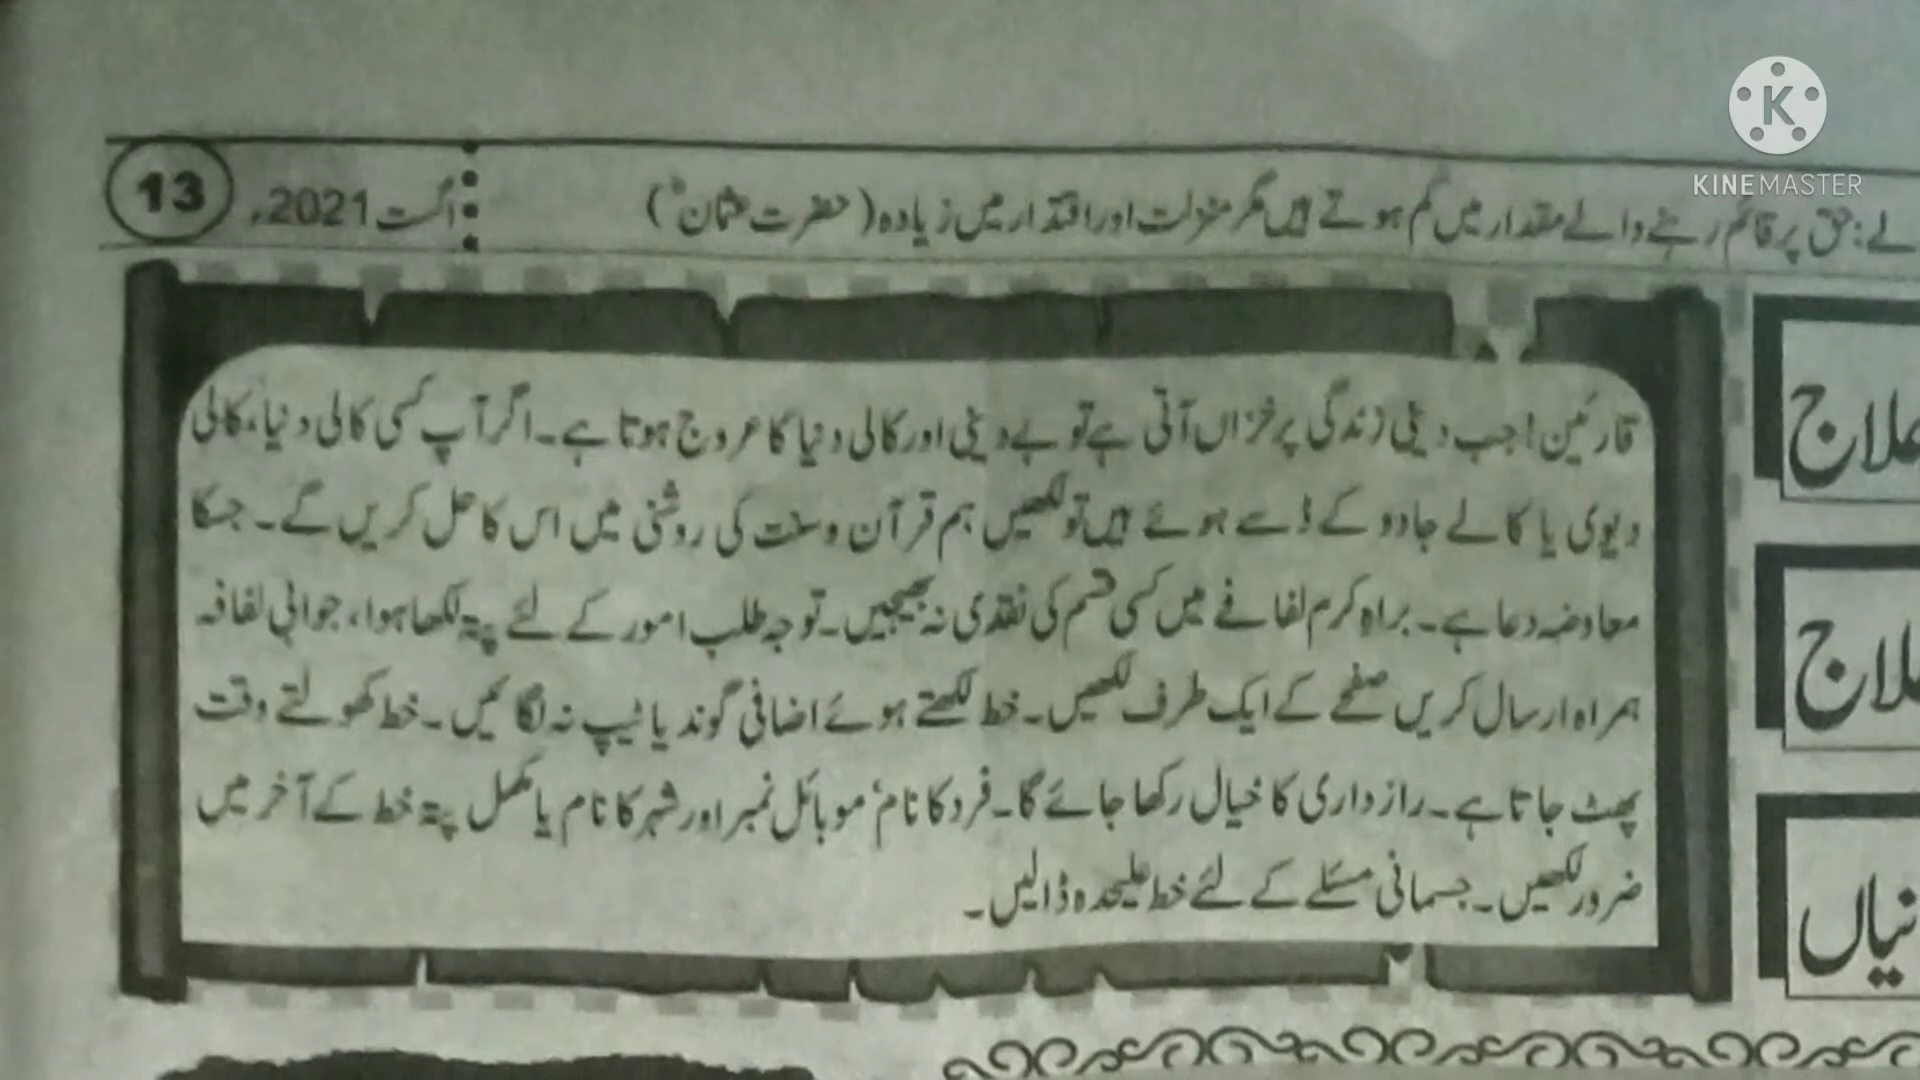 KINEMASTER
حق پر قائم رہنے والے مقدار میں کم ہوتے ہیں مگر منزلت اور اقتدار میں زیادہ (حضرت عثمانؓ)
اگست 2021ء
13
قارئین! جب دینی زندگی پر خزاں آتی ہے تو بے دینی اور کالی دنیا کا عروج ہوتا ہے۔ اگر آپ کسی کالی دنیا، کالی
دیوی یا کالے جادو کے ڈسے ہوئے ہیں تو لکھیں ہم قرآن و سنت کی روشنی میں اس کا حل کریں گے۔ جسکا
معاوضہ دعا ہے۔ براہ کرم لفافے میں کسی قسم کی نقدی نہ بھیجیں۔ توجہ طلب امور کے لئے پتہ لکھا ہوا، جوابی لفافہ
ہمراہ ارسال کریں صفحے کے ایک طرف لکھیں۔ خط لکھتے ہوئے اضافی گوند یا ٹیپ نہ لگائیں۔ خط کھولتے وقت
پھٹ جاتا ہے۔ رازداری کا خیال رکھا جائے گا۔ فرد کا نام، موبائل نمبر اور شہر کا نام یا مکمل پتہ خط کے آخر میں
ضرور لکھیں۔ جسمانی مسئلے کے لئے خط علیحدہ ڈالیں۔
علاج